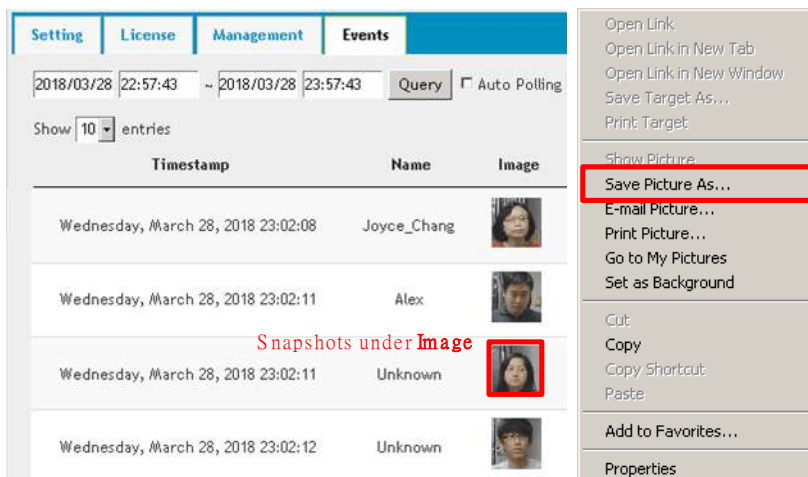 Setting License Management Events
2018/03/28 22:57:43 ~ 2018/03/28 23:57:43 Query Auto Polling
Show 10 entries
Timestamp Name Image
Wednesday, March 28, 2018 23:02:08 Joyce_Chang
Wednesday, March 28, 2018 23:02:11 Alex
Snapshots under Image
Wednesday, March 28, 2018 23:02:11 Unknown
Wednesday, March 28, 2018 23:02:12 Unknown
Open Link
Open Link in New Tab
Open Link in New Window
Save Target As...
Print Target
Show Picture
Save Picture As...
E-mail Picture...
Print Picture...
Go to My Pictures
Set as Background
Cut
Copy
Copy Shortcut
Paste
Add to Favorites...
Properties